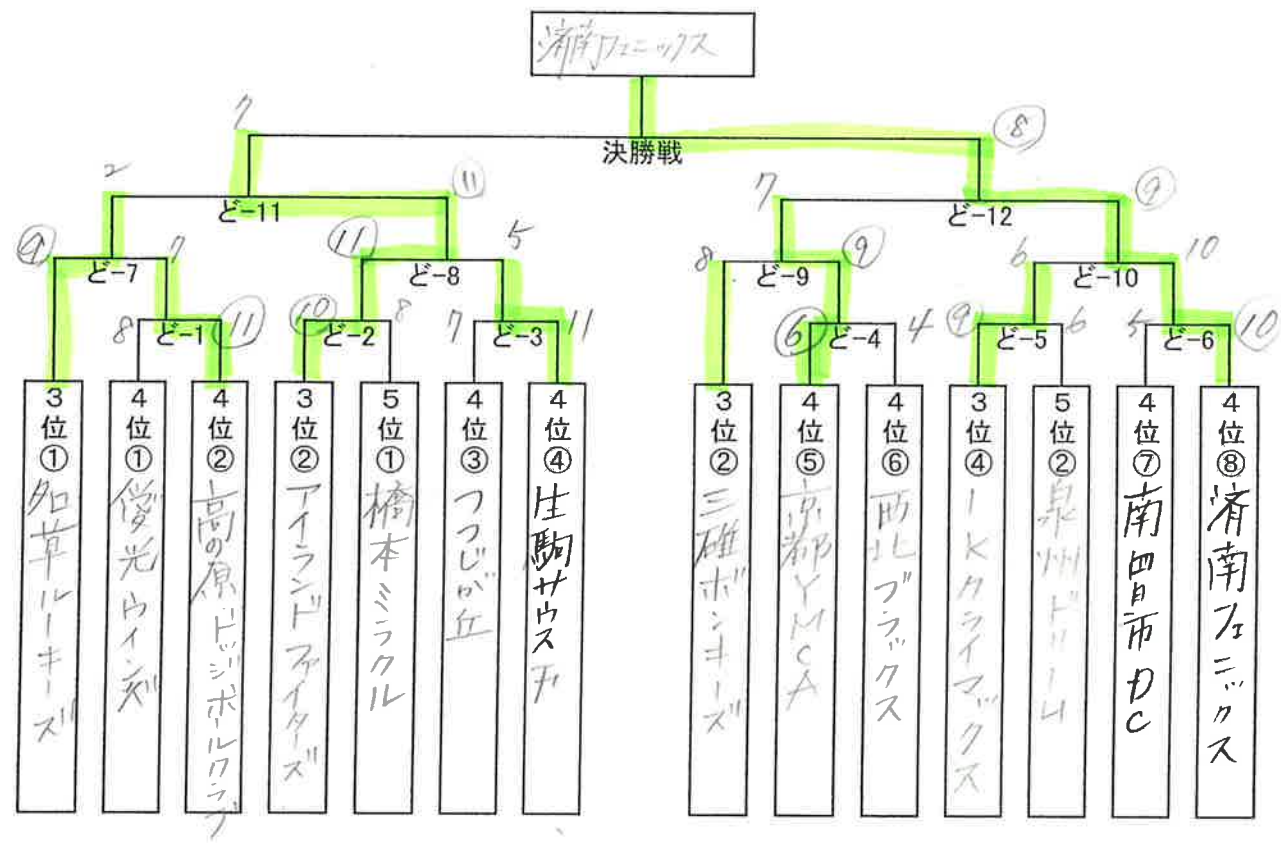 済南フェニックス
7
⑧
決勝戦
2
⑪
7
⑨
ど-11
ど-12
⑨
7
⑪
5
8
⑨
6
10
ど-7
ど-8
ど-9
ど-10
8
⑪
⑩
8
7
11
⑥
4
⑨
6
5
⑩
ど-1
ど-2
ど-3
ど-4
ど-5
ど-6
3位①
名草ルーキーズ
4位①
優光ウイングズ
4位②
高の原ドッジボールクラブ
3位②
アイランドファイターズ
5位①
橋本ミラクル
4位③
つつじが丘
4位④
生駒サウス
3位②
三碓ポンキーズ
4位⑤
京都YMCA
4位⑥
西北ブラックス
3位④
IKクライマックス
5位②
泉州ドリーム
4位⑦
南四日市DC
4位⑧
済南フェニックス